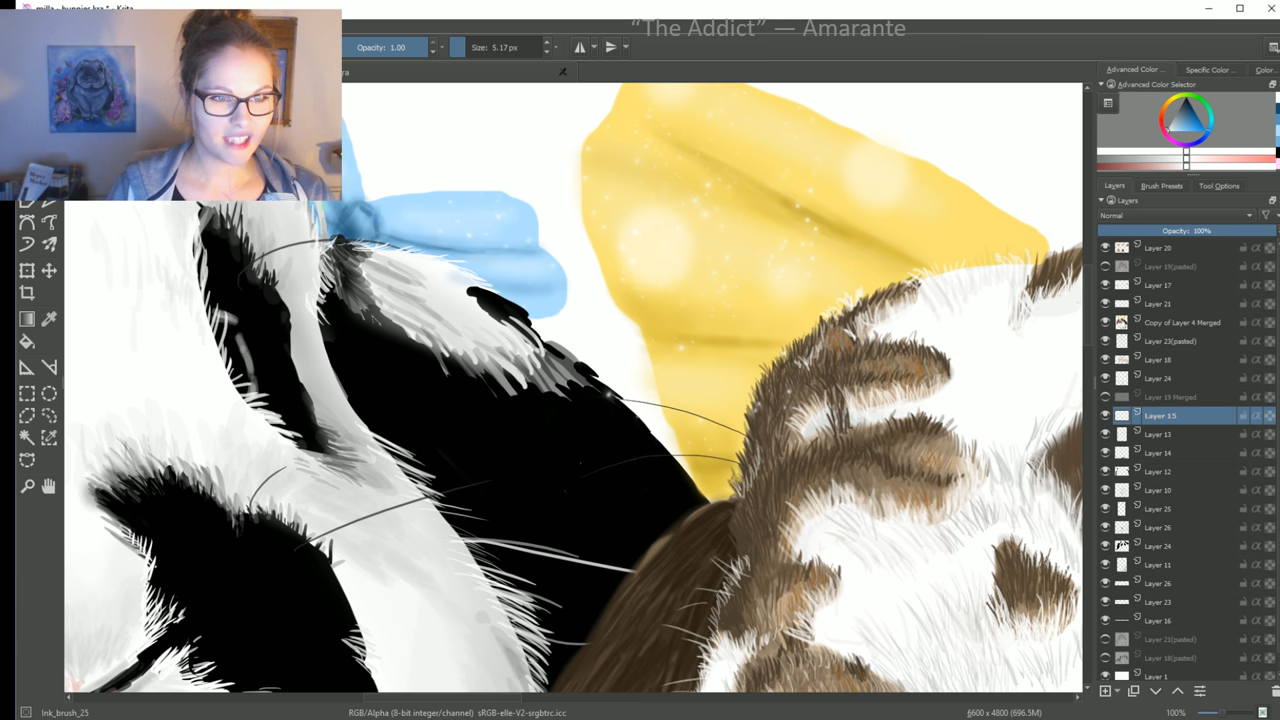 milla - bunnies.kra * - Krita
"The Addict" — Amarante
Opacity: 1.00
Size: 5.17 px
ra
Advanced Color ...
Specific Color ...
Color...
Advanced Color Selector
Layers
Brush Presets
Tool Options
Layers
Normal
Opacity: 100%
Layer 20
Layer 19(pasted)
Layer 17
Layer 21
Copy of Layer 4 Merged
Layer 23(pasted)
Layer 18
Layer 24
Layer 19 Merged
Layer 15
Layer 13
Layer 14
Layer 12
Layer 10
Layer 25
Layer 26
Layer 24
Layer 11
Layer 26
Layer 23
Layer 16
Layer 21(pasted)
Layer 18(pasted)
Layer 1
Ink_brush_25
RGB/Alpha (8-bit integer/channel) sRGB-elle-V2-srgbtrc.icc
6600 x 4800 (696.5M)
100%